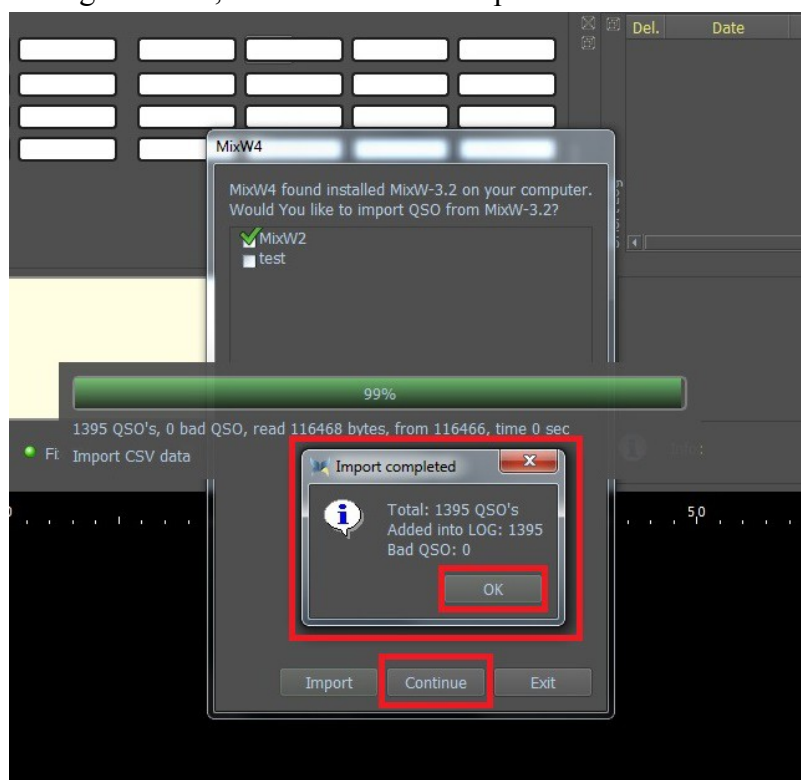 Del. Date
MixW4
MixW4 found installed MixW-3.2 on your computer.
Would You like to import QSO from MixW-3.2?
MixW2
test
99%
1395 QSO's, 0 bad QSO, read 116468 bytes, from 116466, time 0 sec
Import CSV data
Import completed
Total: 1395 QSO's
Added into LOG: 1395
Bad QSO: 0
OK
50
Import Continue Exit